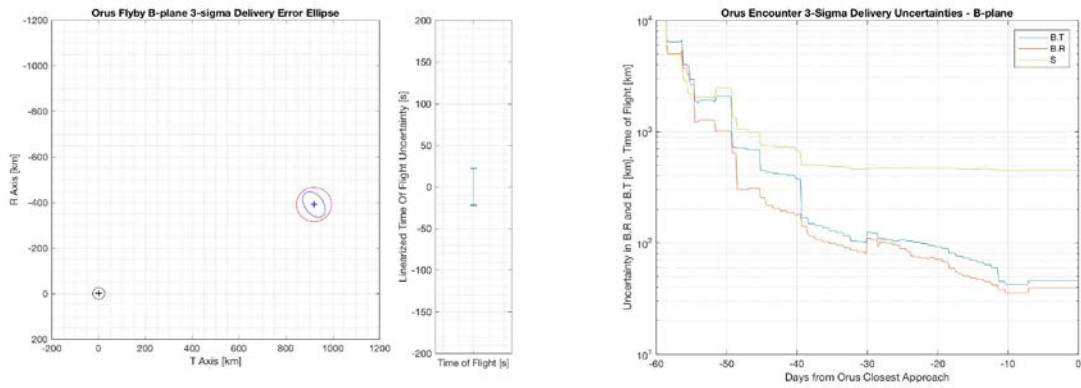 Orus Flyby B-plane 3-sigma Delivery Error Ellipse
-1200
-1000
-800
-600
-400
-200
0
200
R Axis [km]
-200 0 200 400 600 800 1000 1200
T Axis [km]
200
150
100
50
0
-50
-100
-150
-200
Linearized Time Of Flight Uncertainty [s]
Time of Flight [s]
Orus Encounter 3-Sigma Delivery Uncertainties - B-plane
10^4
10^3
10^2
10^1
Uncertainty in B.R and B.T [km], Time of Flight [km]
B.T
B.R
S
-60 -50 -40 -30 -20 -10 0
Days from Orus Closest Approach